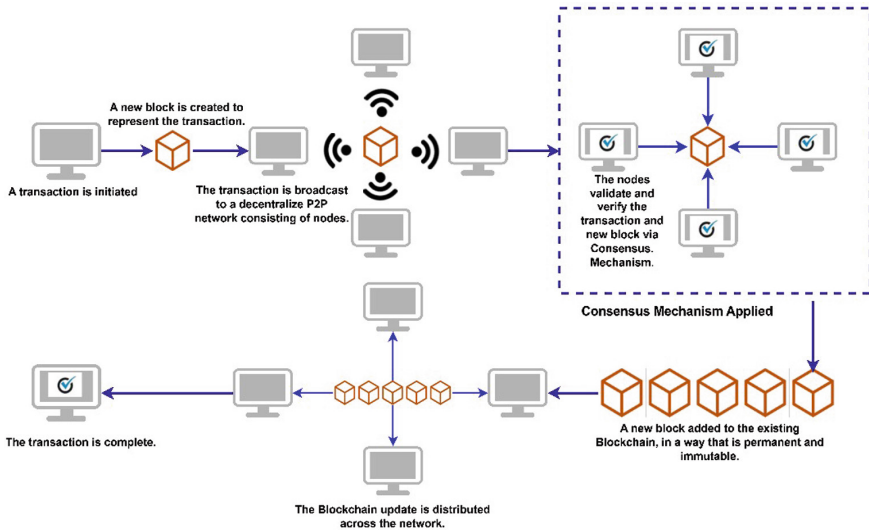 A new block is created to
represent the transaction.
A transaction is initiated
The transaction is broadcast
to a decentralize P2P
network consisting of nodes.
The nodes
validate and
verify the
transaction and
new block via
Consensus.
Mechanism.
Consensus Mechanism Applied
A new block added to the existing
Blockchain, in a way that is permanent and
immutable.
The transaction is complete.
The Blockchain update is distributed
across the network.